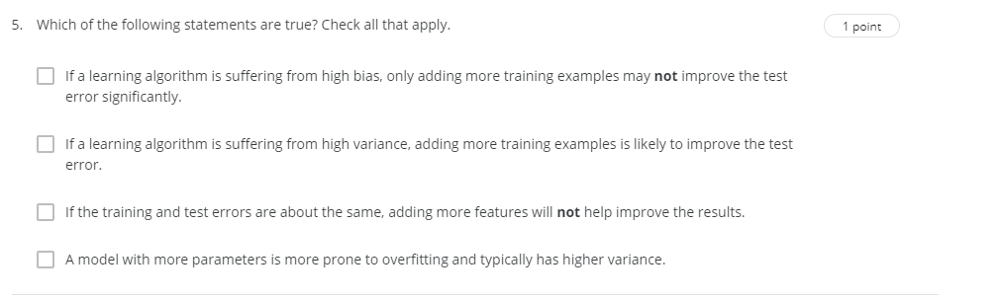 5. Which of the following statements are true? Check all that apply.
1 point
If a learning algorithm is suffering from high bias, only adding more training examples may not improve the test
error significantly.
If a learning algorithm is suffering from high variance, adding more training examples is likely to improve the test
error.
If the training and test errors are about the same, adding more features will not help improve the results.
A model with more parameters is more prone to overfitting and typically has higher variance.